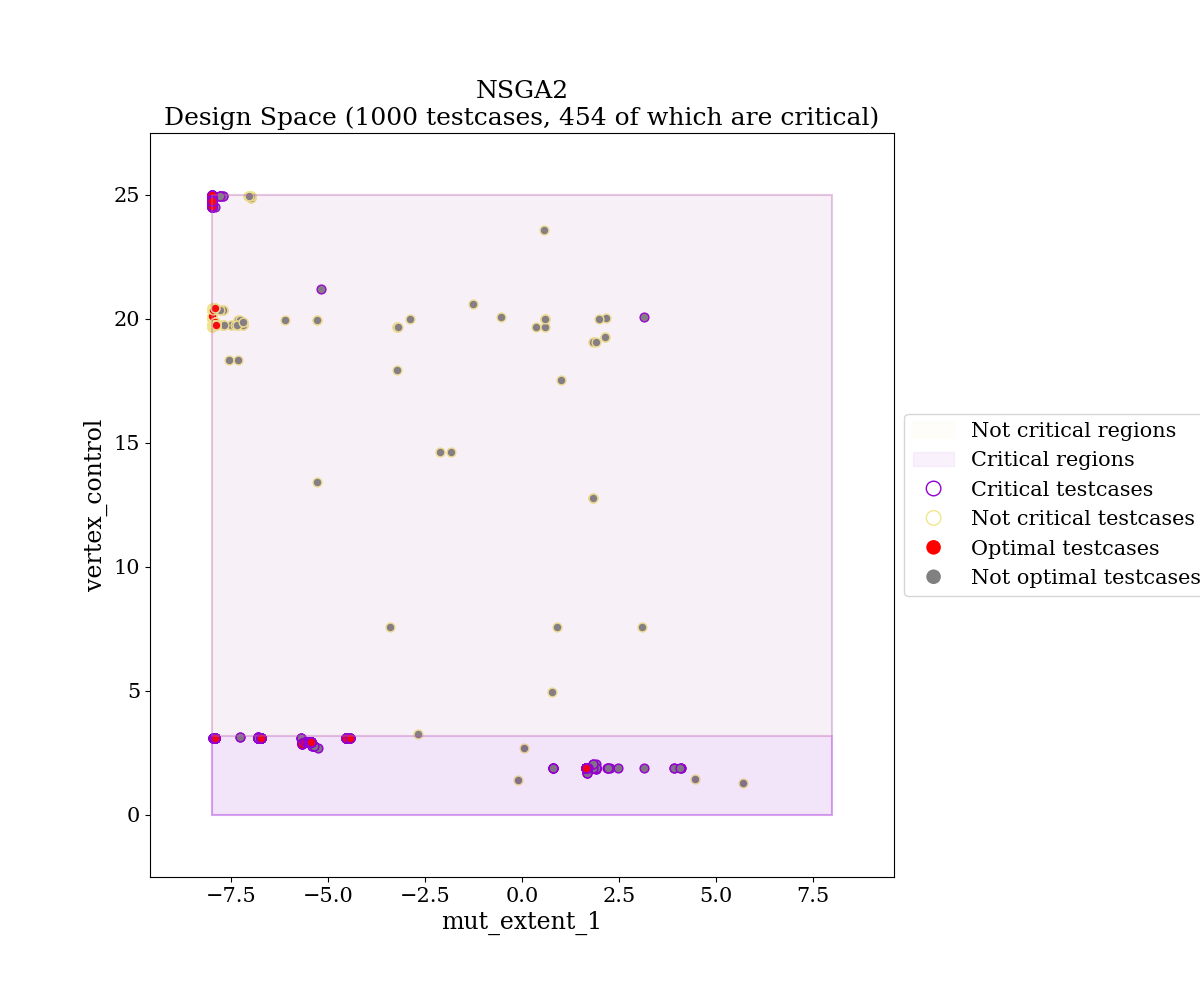 NSGA2
Design Space (1000 testcases, 454 of which are critical)
25
20
15
10
5
0
vertex_control
−7.5
−5.0
−2.5
0.0
2.5
5.0
7.5
mut_extent_1
Not critical regions
Critical regions
Critical testcases
Not critical testcases
Optimal testcases
Not optimal testcases